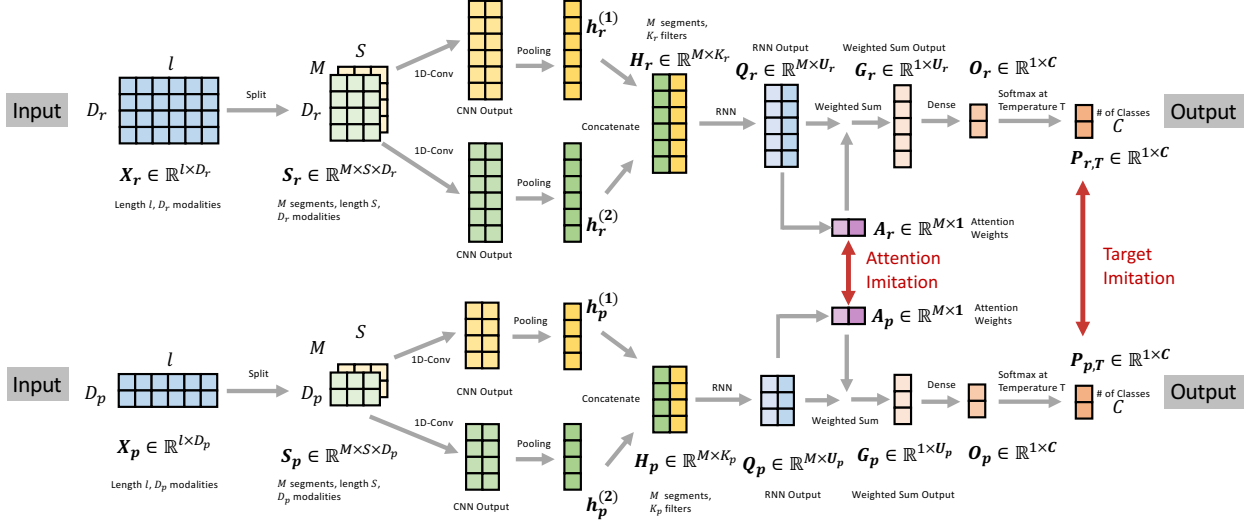 Input
l
D_r
X_r ∈ ℝ^{l×D_r}
Length l, D_r modalities
Split
S
M
D_r
S_r ∈ ℝ^{M×S×D_r}
M segments, length S,
D_r modalities
1D-Conv
1D-Conv
CNN Output
CNN Output
Pooling
Pooling
h_r^{(1)}
h_r^{(2)}
Concatenate
M segments,
K_r filters
H_r ∈ ℝ^{M×K_r}
RNN
RNN Output
Q_r ∈ ℝ^{M×U_r}
Weighted Sum
Weighted Sum Output
G_r ∈ ℝ^{1×U_r}
Dense
O_r ∈ ℝ^{1×C}
Softmax at
Temperature T
# of Classes
C
P_{r,T} ∈ ℝ^{1×C}
Output
A_r ∈ ℝ^{M×1}
Attention
Weights
Attention
Imitation
Target
Imitation
A_p ∈ ℝ^{M×1}
Attention
Weights
Input
l
D_p
X_p ∈ ℝ^{l×D_p}
Length l, D_p modalities
Split
S
M
D_p
S_p ∈ ℝ^{M×S×D_p}
M segments, length S,
D_p modalities
1D-Conv
1D-Conv
CNN Output
CNN Output
Pooling
Pooling
h_p^{(1)}
h_p^{(2)}
Concatenate
H_p ∈ ℝ^{M×K_p}
M segments,
K_p filters
RNN
Q_p ∈ ℝ^{M×U_p}
RNN Output
Weighted Sum
G_p ∈ ℝ^{1×U_p}
Weighted Sum Output
Dense
O_p ∈ ℝ^{1×C}
Softmax at
Temperature T
P_{p,T} ∈ ℝ^{1×C}
# of Classes
C
Output